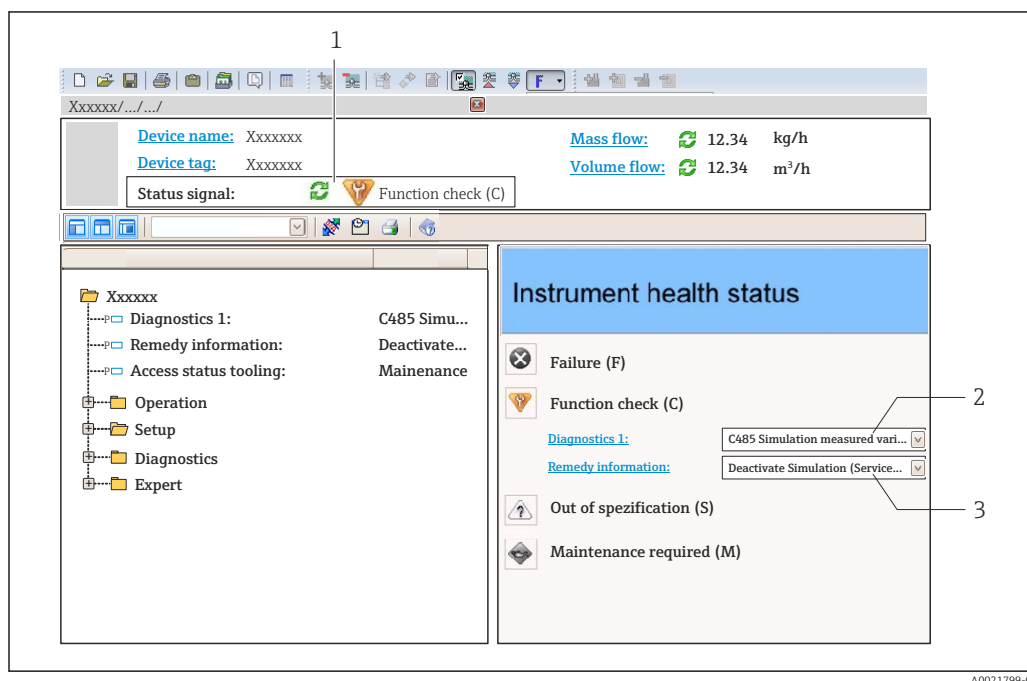 1
F
Xxxxxx/.../.../
Device name: Xxxxxxx
Mass flow: 12.34 kg/h
Device tag: Xxxxxxx
Volume flow: 12.34 m³/h
Status signal: Function check (C)
Xxxxxx
P Diagnostics 1: C485 Simu...
P Remedy information: Deactivate...
P Access status tooling: Mainenance
Operation
Setup
Diagnostics
Expert
Instrument health status
Failure (F)
Function check (C)
2
Diagnostics 1: C485 Simulation measured vari...
Remedy information: Deactivate Simulation (Service...
Out of spezification (S)
3
Maintenance required (M)